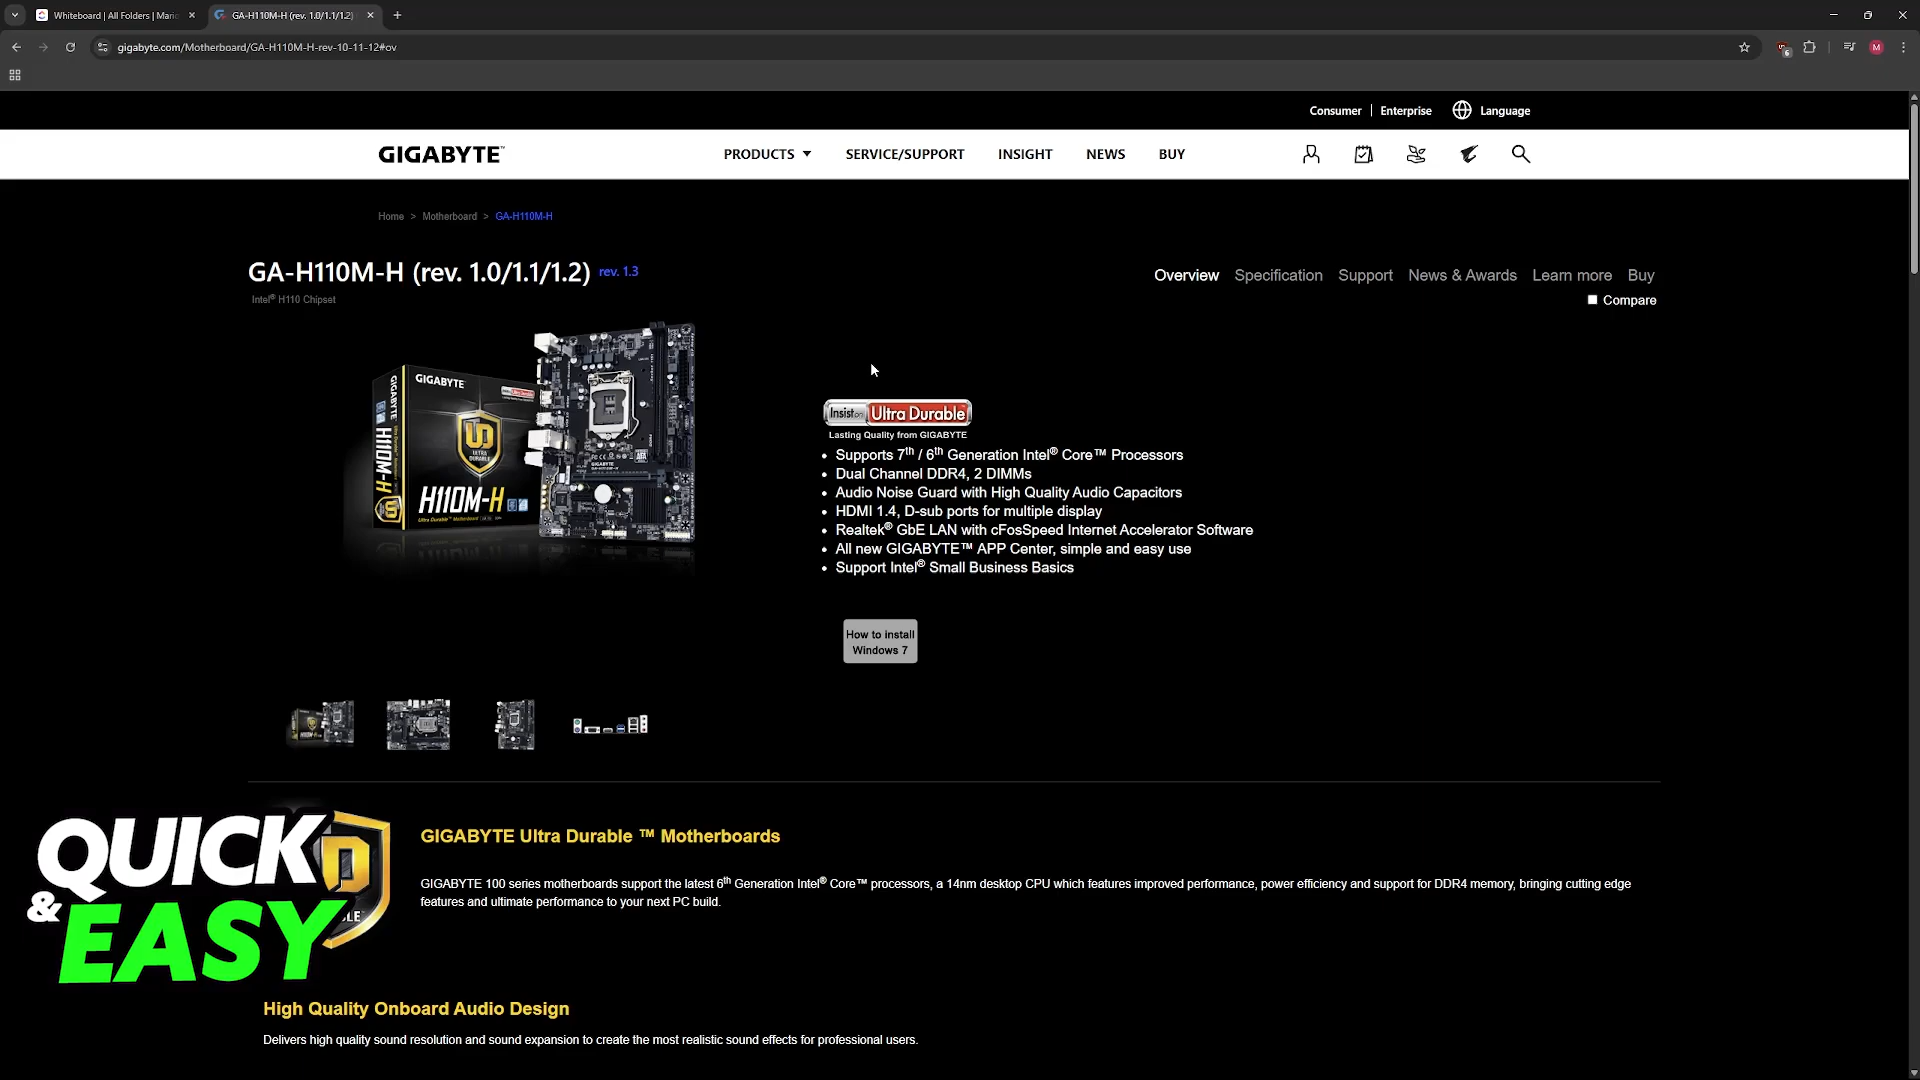 Whiteboard | All Folders | Mari
GA-H110M-H (rev. 1.0/1.1/1.2)
gigabyte.com/Motherboard/GA-H110M-H-rev-10-11-12#ov
6
M
Consumer | Enterprise Language
GIGABYTE™
PRODUCTS SERVICE/SUPPORT INSIGHT NEWS BUY
Home > Motherboard > GA-H110M-H
GA-H110M-H (rev. 1.0/1.1/1.2) rev. 1.3
Intel® H110 Chipset
Overview Specification Support News & Awards Learn more Buy
Compare
GIGABYTE
GIGABYTE
ULTRA DURABLE
H110M-H
H110M-H
Ultra Durable™ Motherboard
Insist on Ultra Durable™
Lasting Quality from GIGABYTE
• Supports 7th / 6th Generation Intel® Core™ Processors
• Dual Channel DDR4, 2 DIMMs
• Audio Noise Guard with High Quality Audio Capacitors
• HDMI 1.4, D-sub ports for multiple display
• Realtek® GbE LAN with cFosSpeed Internet Accelerator Software
• All new GIGABYTE™ APP Center, simple and easy use
• Support Intel® Small Business Basics
How to install
Windows 7
QUICK
& EASY
GIGABYTE Ultra Durable ™ Motherboards
GIGABYTE 100 series motherboards support the latest 6th Generation Intel® Core™ processors, a 14nm desktop CPU which features improved performance, power efficiency and support for DDR4 memory, bringing cutting edge
features and ultimate performance to your next PC build.
High Quality Onboard Audio Design
Delivers high quality sound resolution and sound expansion to create the most realistic sound effects for professional users.